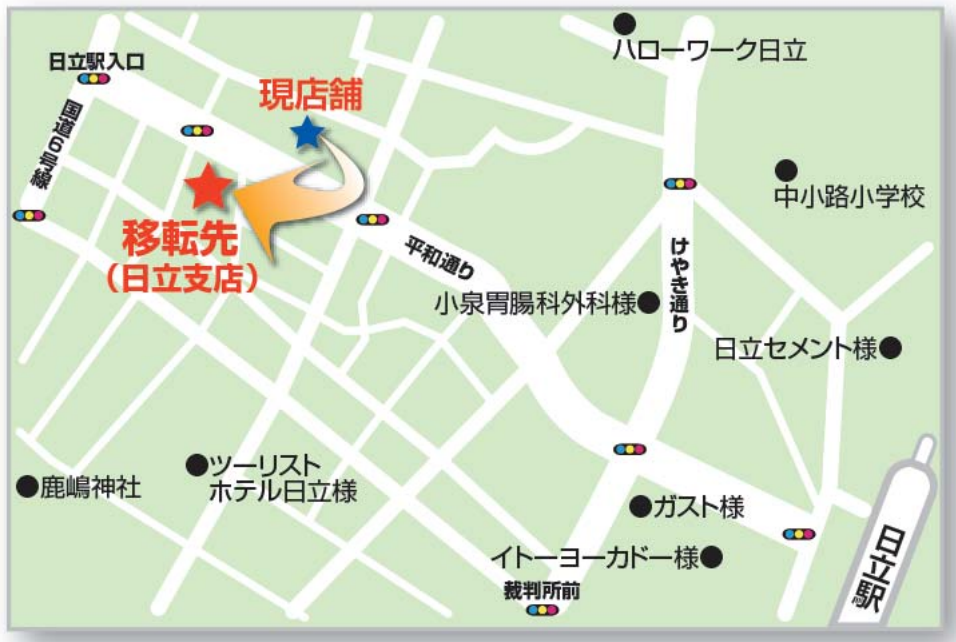 ハローワーク日立
日立駅入口
現店舗
国道6号線
中小路小学校
移転先
（日立支店）
平和通り
けやき通り
小泉胃腸科外科様
日立セメント様
ツーリスト
ホテル日立様
鹿嶋神社
ガスト様
イトーヨーカドー様
裁判所前
日立駅